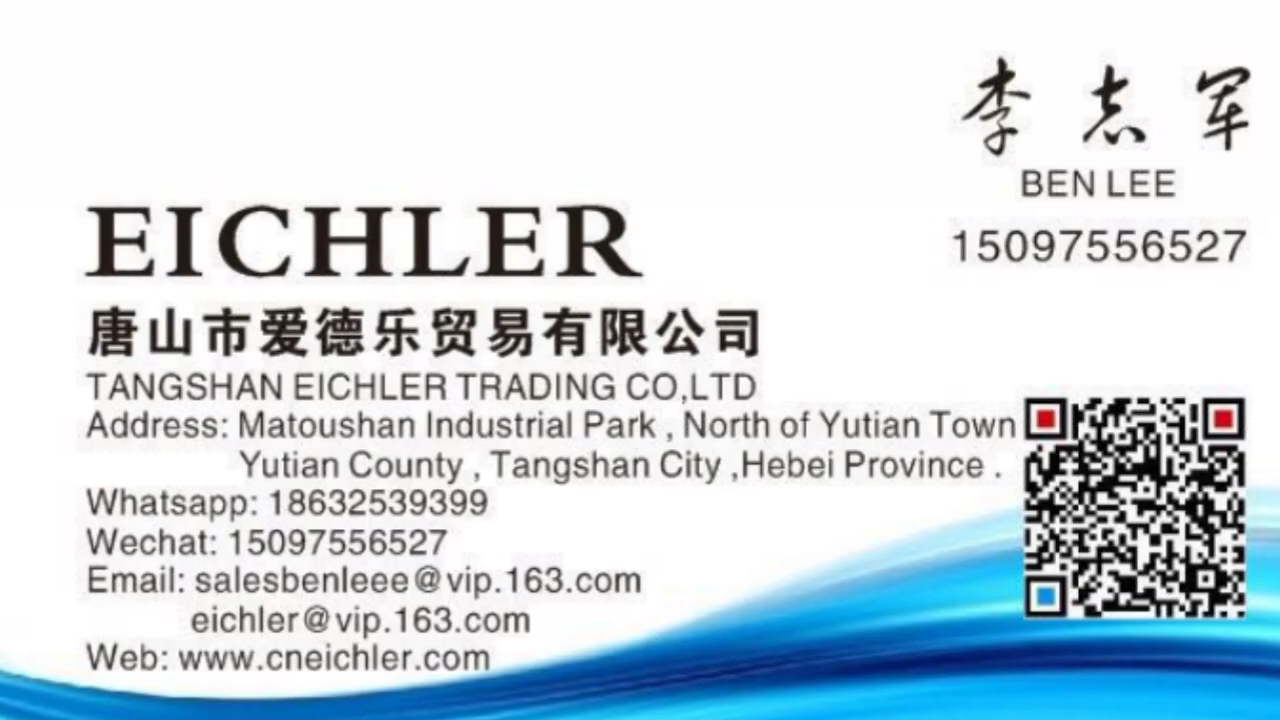 李志军
BEN LEE
15097556527
EICHLER
唐山市爱德乐贸易有限公司
TANGSHAN EICHLER TRADING CO,LTD
Address: Matoushan Industrial Park , North of Yutian Town
Yutian County , Tangshan City ,Hebei Province .
Whatsapp: 18632539399
Wechat: 15097556527
Email: salesbenleee@vip.163.com
eichler@vip.163.com
Web: www.cneichler.com